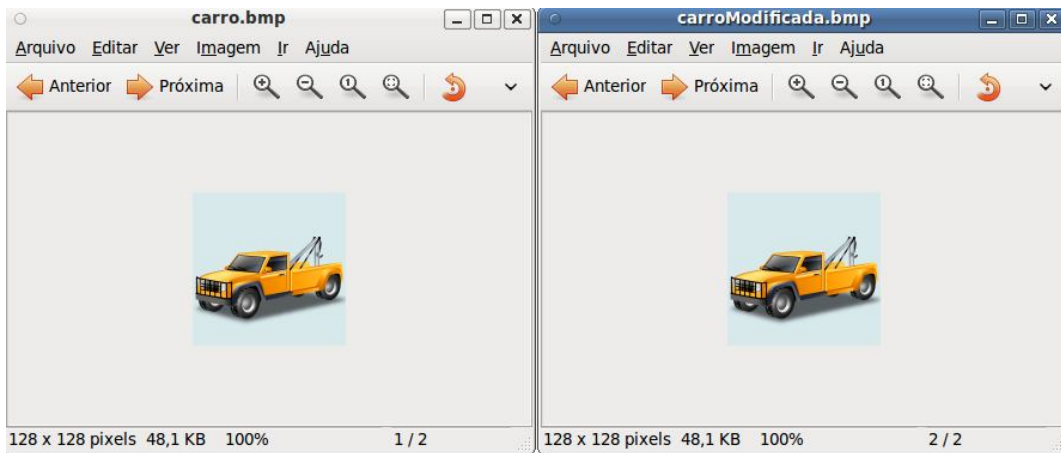 carro.bmp
Arquivo Editar Ver Imagem Ir Ajuda
Anterior Próxima
128 x 128 pixels 48,1 KB 100% 1 / 2
carroModificada.bmp
Arquivo Editar Ver Imagem Ir Ajuda
Anterior Próxima
128 x 128 pixels 48,1 KB 100% 2 / 2